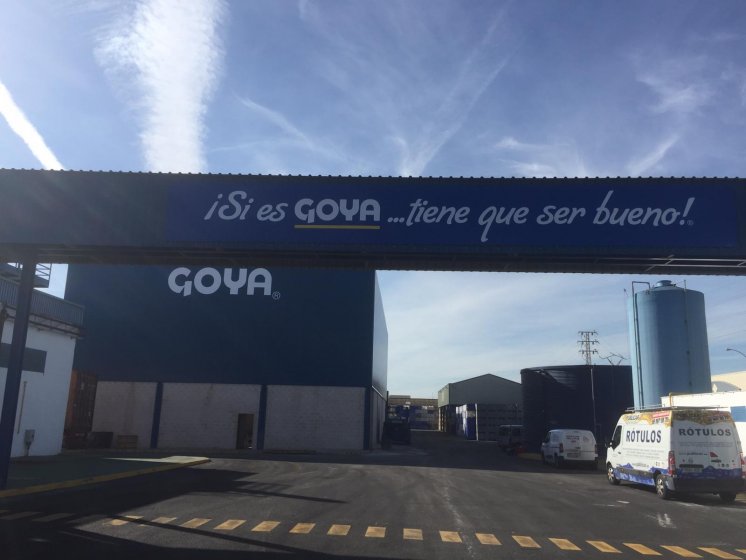 ¡Si es GOYA ...tiene que ser bueno!®
GOYA®
RÓTULOS
RÓTULOS